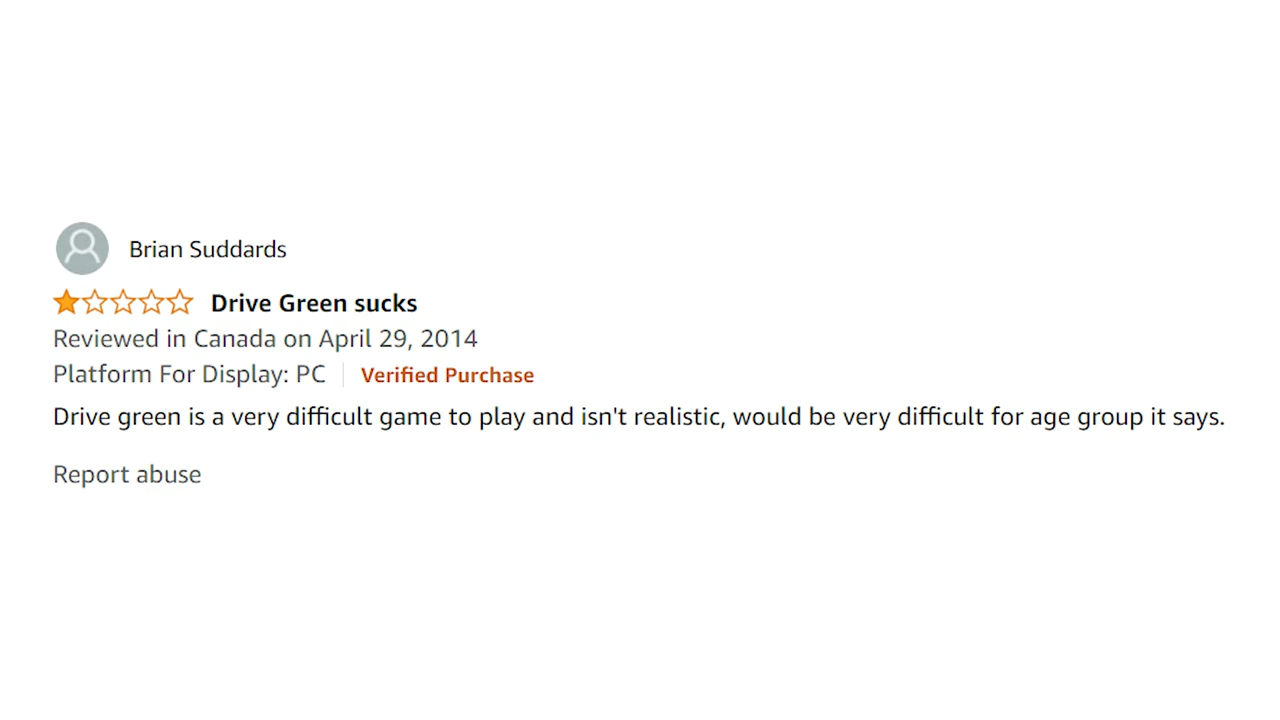 Brian Suddards
Drive Green sucks
Reviewed in Canada on April 29, 2014
Platform For Display: PC Verified Purchase
Drive green is a very difficult game to play and isn't realistic, would be very difficult for age group it says.
Report abuse